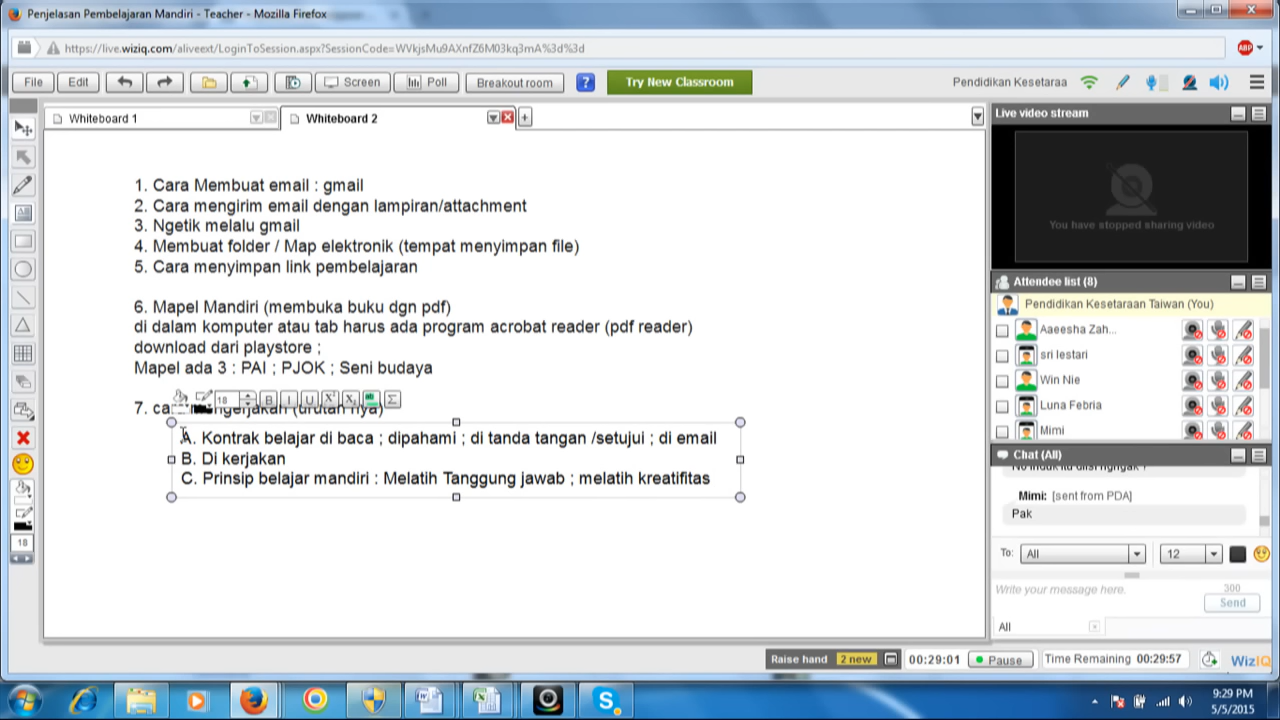 Penjelasan Pembelajaran Mandiri - Teacher - Mozilla Firefox
https://live.wiziq.com/aliveext/LoginToSession.aspx?SessionCode=WVkjsMu9AXnfZ6M03kq3mA%3d%3d
ABP
File Edit Screen Poll Breakout room ? Try New Classroom Pendidikan Kesetaraa
Whiteboard 1 Whiteboard 2
1. Cara Membuat email : gmail
2. Cara mengirim email dengan lampiran/attachment
3. Ngetik melalu gmail
4. Membuat folder / Map elektronik (tempat menyimpan file)
5. Cara menyimpan link pembelajaran
6. Mapel Mandiri (membuka buku dgn pdf)
di dalam komputer atau tab harus ada program acrobat reader (pdf reader)
download dari playstore ;
Mapel ada 3 : PAI ; PJOK ; Seni budaya
18 B I U X X Σ
7. (urutan nya)
A. Kontrak belajar di baca ; dipahami ; di tanda tangan /setujui ; di email
B. Di kerjakan
C. Prinsip belajar mandiri : Melatih Tanggung jawab ; melatih kreatifitas
18
Live video stream
You have stopped sharing video
Attendee list (8)
Pendidikan Kesetaraan Taiwan (You)
Aaeesha Zah...
sri lestari
Win Nie
Luna Febria
Mimi
Chat (All)
Mimi: [sent from PDA]
Pak
To: All 12
Write your message here. 300
Send
All
Raise hand 2 new 00:29:01 Pause Time Remaining 00:29:57 WizIQ
9:29 PM
5/5/2015